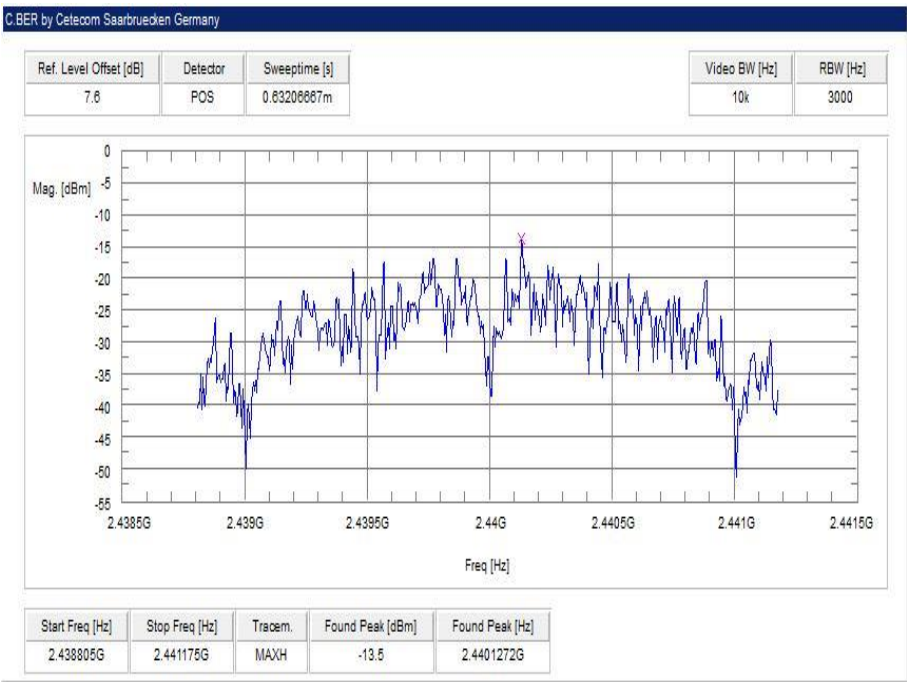 C.BER by Cetecom Saarbruecken Germany
Ref. Level Offset [dB] Detector Sweeptime [s] Video BW [Hz] RBW [Hz]
7.6 POS 0.63206667m 10k 3000
Mag. [dBm]
0
-5
-10
-15
-20
-25
-30
-35
-40
-45
-50
-55
2.4385G 2.439G 2.4395G 2.44G 2.4405G 2.441G 2.4415G
Freq [Hz]
Start Freq [Hz] Stop Freq [Hz] Tracem. Found Peak [dBm] Found Peak [Hz]
2.438805G 2.441175G MAXH -13.5 2.4401272G